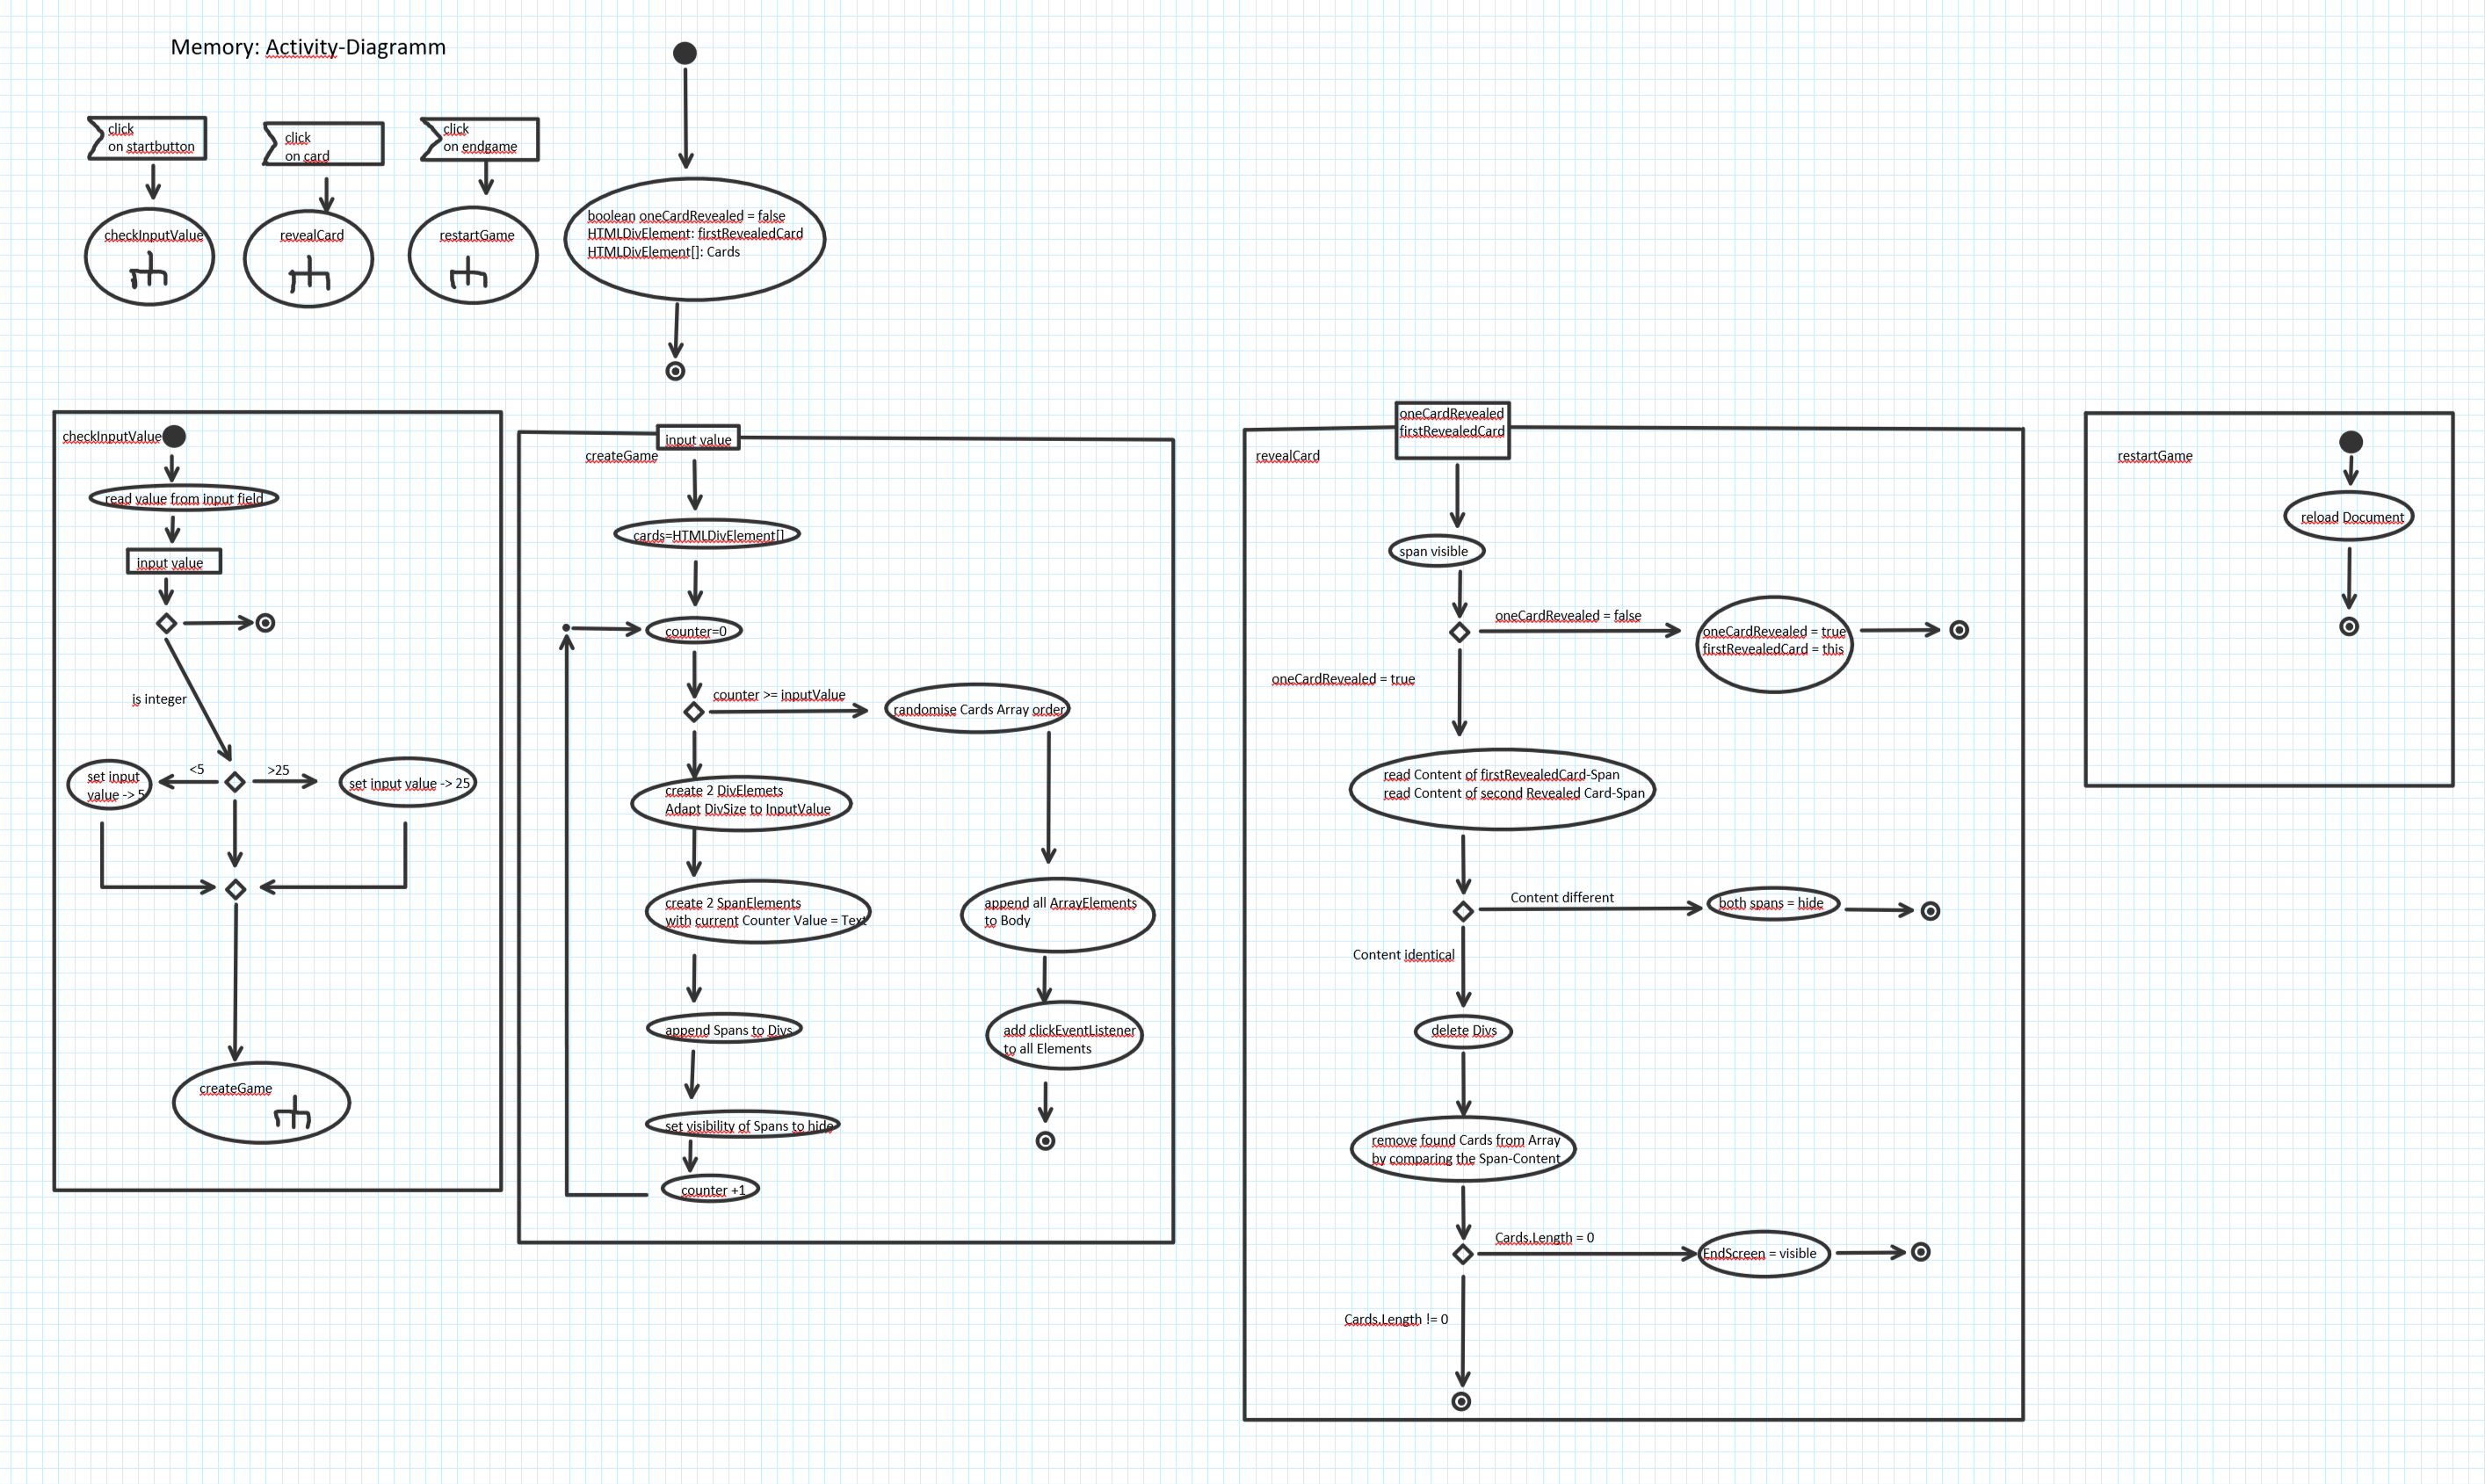 Memory: Activity-Diagramm
click
on startbutton
click
on card
click
on endgame
checkInputValue
revealCard
restartGame
boolean oneCardRevealed = false
HTMLDivElement: firstRevealedCard
HTMLDivElement[]: Cards
checkInputValue
read value from input field
input value
is integer
<5
>25
set input
value -> 5
set input value -> 25
createGame
input value
createGame
cards=HTMLDivElement[]
counter=0
counter >= inputValue
randomise Cards Array order
create 2 DivElemets
Adapt DivSize to InputValue
create 2 SpanElements
with current Counter Value = Text
append all ArrayElements
to Body
append Spans to Divs
add clickEventListener
to all Elements
set visibility of Spans to hide
counter +1
oneCardRevealed
firstRevealedCard
revealCard
span visible
oneCardRevealed = false
oneCardRevealed = true
firstRevealedCard = this
oneCardRevealed = true
read Content of firstRevealedCard-Span
read Content of second Revealed Card-Span
Content different
both spans = hide
Content identical
delete Divs
remove found Cards from Array
by comparing the Span-Content
Cards.Length = 0
EndScreen = visible
Cards.Length != 0
restartGame
reload Document